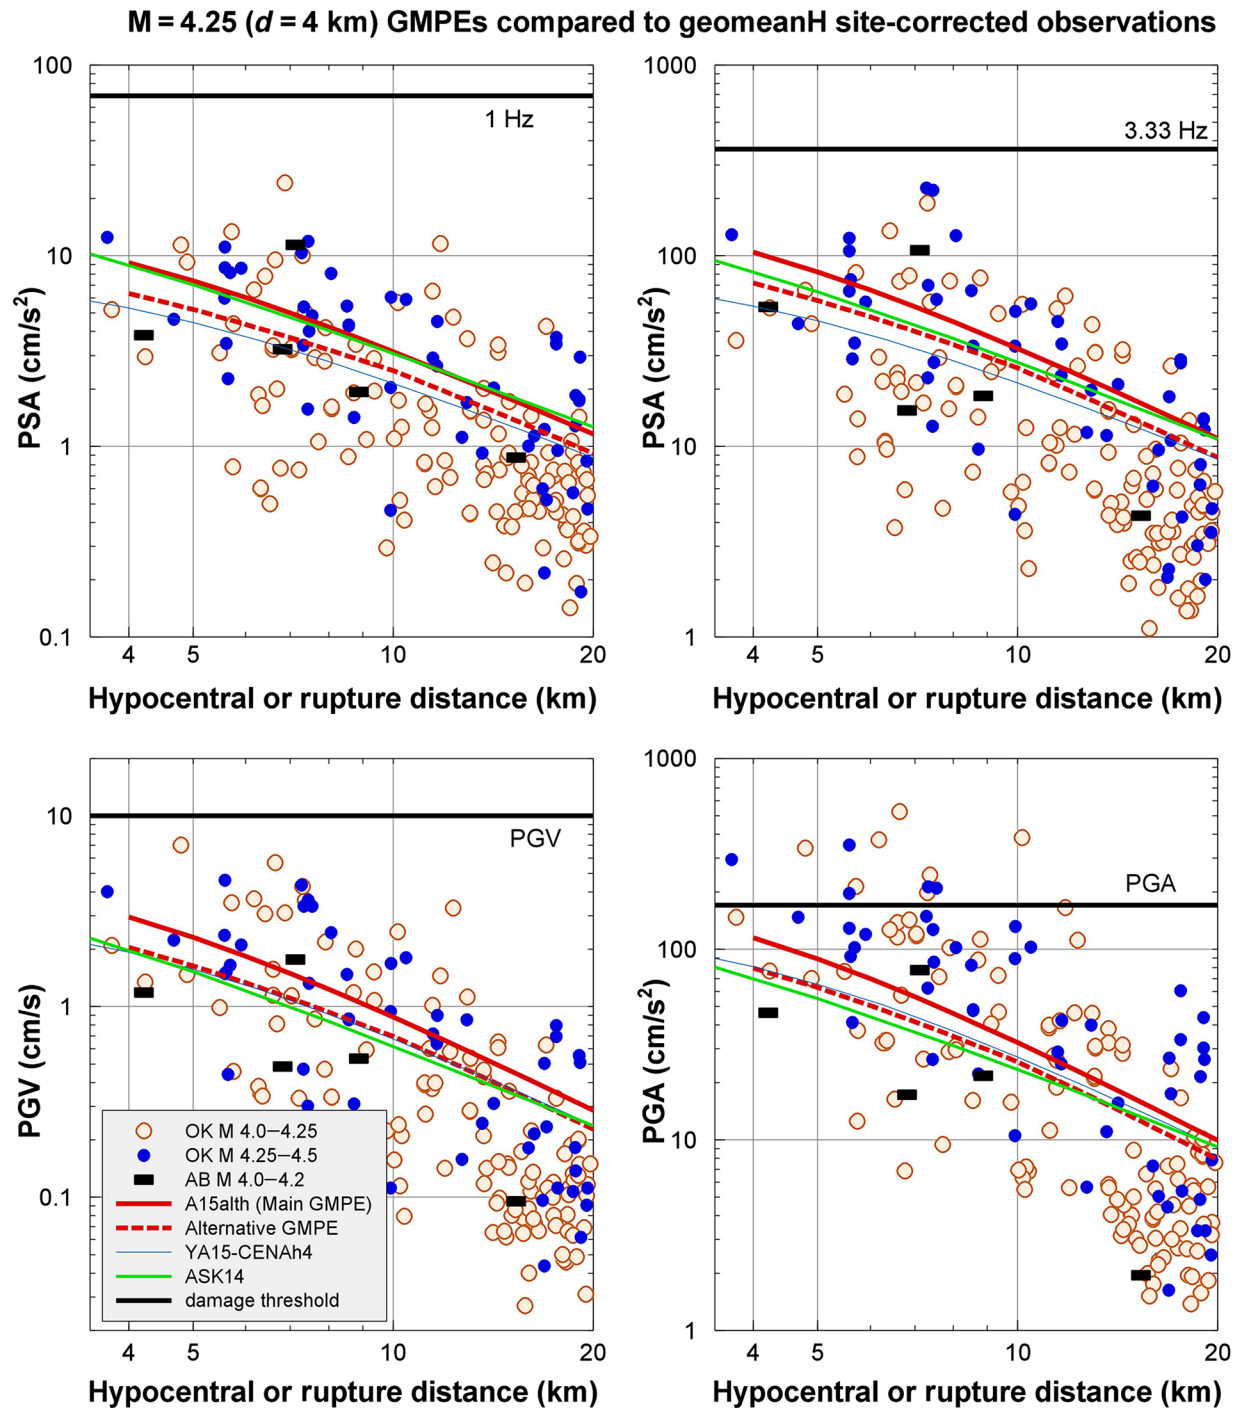 M = 4.25 (d = 4 km) GMPEs compared to geomeanH site-corrected observations
100
10
1
0.1
PSA (cm/s²)
1 Hz
4 5 10 20
Hypocentral or rupture distance (km)
1000
100
10
1
PSA (cm/s²)
3.33 Hz
4 5 10 20
Hypocentral or rupture distance (km)
10
1
0.1
PGV (cm/s)
PGV
OK M 4.0–4.25
OK M 4.25–4.5
AB M 4.0–4.2
A15alth (Main GMPE)
Alternative GMPE
YA15-CENAh4
ASK14
damage threshold
4 5 10 20
Hypocentral or rupture distance (km)
1000
100
10
1
PGA (cm/s²)
PGA
4 5 10 20
Hypocentral or rupture distance (km)